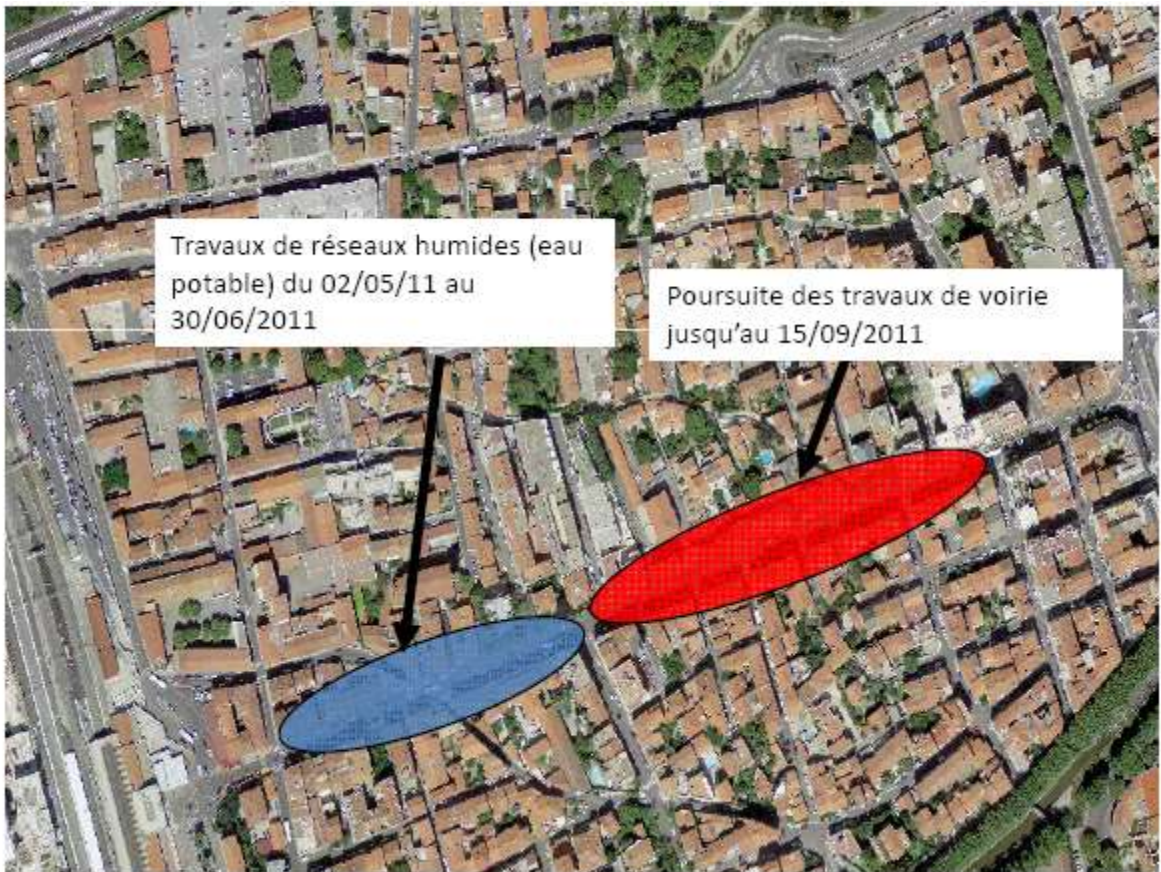 Travaux de réseaux humides (eau
potable) du 02/05/11 au
30/06/2011
Poursuite des travaux de voirie
jusqu'au 15/09/2011